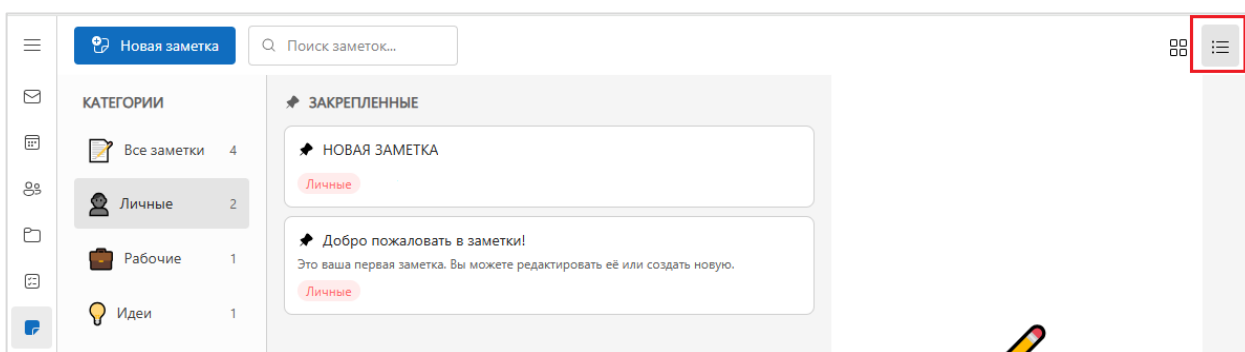 Новая заметка
Поиск заметок...
КАТЕГОРИИ
Все заметки 4
Личные 2
Рабочие 1
Идеи 1
ЗАКРЕПЛЕННЫЕ
НОВАЯ ЗАМЕТКА
Личные
Добро пожаловать в заметки!
Это ваша первая заметка. Вы можете редактировать её или создать новую.
Личные